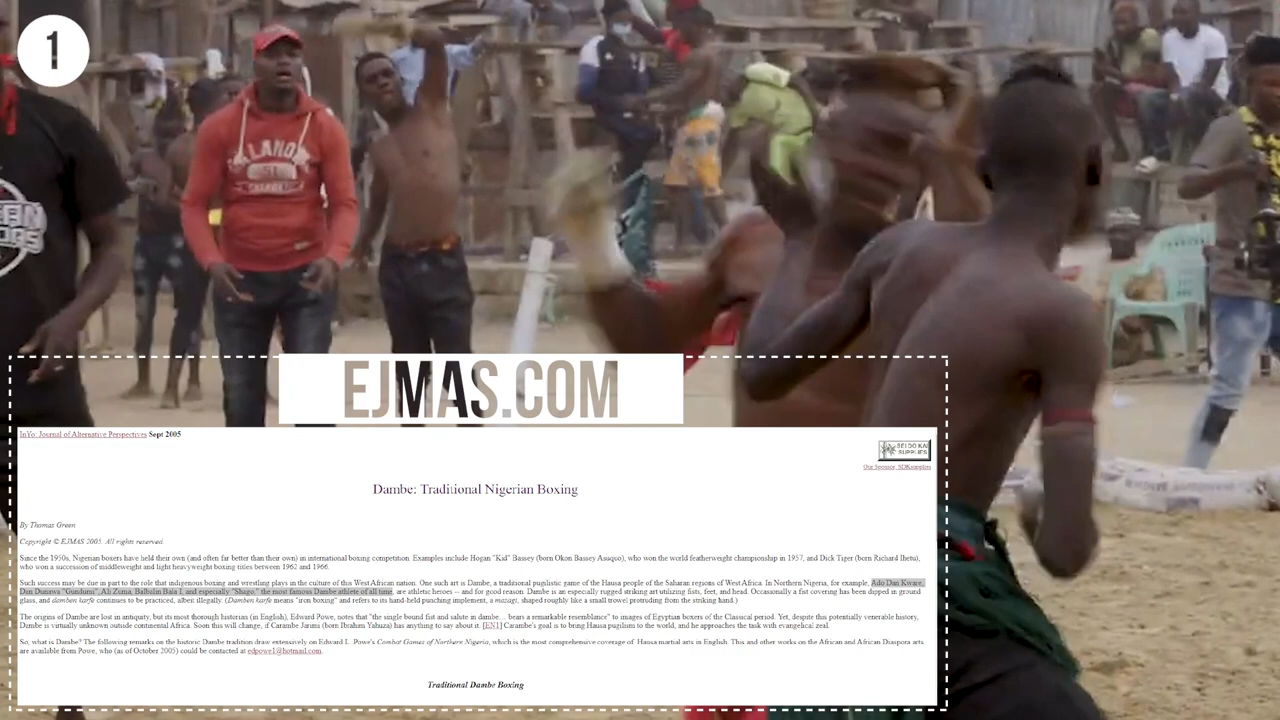 1
LANO
51
EJMAS.COM
InYo: Journal of Alternative Perspectives Sept 2005
SEIDO KAI
SUPPLIES
Our Sponsor, SDKsupplies
Dambe: Traditional Nigerian Boxing
By Thomas Green
Copyright © EJMAS 2005. All rights reserved.
Since the 1950s, Nigerian boxers have held their own (and often far better than their own) in international boxing competition. Examples include Hogan "Kid" Bassey (born Okon Bassey Asuquo), who won the world featherweight championship in 1957, and Dick Tiger (born Richard Ihetu),
who won a succession of middleweight and light heavyweight boxing titles between 1962 and 1966.
Such success may be due in part to the role that indigenous boxing and wrestling plays in the culture of this West African nation. One such art is Dambe, a traditional pugilistic game of the Hausa people of the Saharan regions of West Africa. In Northern Nigeria, for example, Ado Dan Kware,
Dan Dunawa "Gundumi", Ali Zuma, Balbulin Bala I, and especially "Shago," the most famous Dambe athlete of all time, are athletic heroes -- and for good reason. Dambe is an especially rugged striking art utilizing fists, feet, and head. Occasionally a fist covering has been dipped in ground
glass, and damben karfe continues to be practiced, albeit illegally. (Damben karfe means "iron boxing" and refers to its hand-held punching implement, a mazagi, shaped roughly like a small towel protruding from the striking hand.)
The origins of Dambe are lost in antiquity, but its most thorough historian (in English), Edward Powe, notes that "the single bound fist and salute in dambe... bears a remarkable resemblance" to images of Egyptian boxers of the Classical period. Yet, despite this potentially venerable history,
Dambe is virtually unknown outside continental Africa. Soon this will change, if Carambe Jarimi (born Ibrahim Yahuza) has anything to say about it. [EN1] Carambe's goal is to bring Hausa pugilism to the world, and he approaches the task with evangelical zeal.
So, what is Dambe? The following remarks on the historic Dambe tradition draw extensively on Edward L. Powe's Combat Games of Northern Nigeria, which is the most comprehensive coverage of Hausa martial arts in English. This and other works on the African and African Diaspora arts
are available from Powe, who (as of October 2005) could be contacted at edpowe1@hotmail.com.
Traditional Dambe Boxing